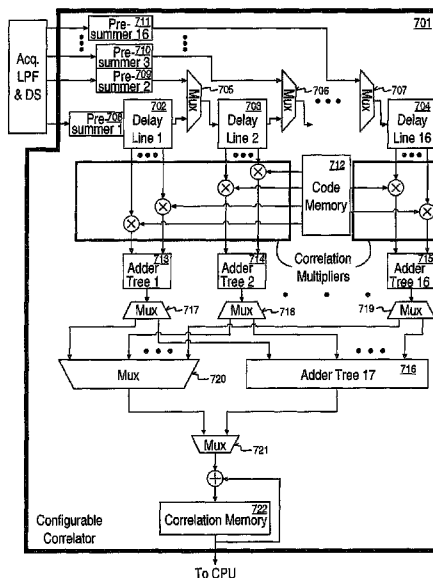 701
Acq.
LPF
& DS
Pre- 711
summer 16
Pre- 710
summer 3
Pre- 709
summer 2
Pre- 708
summer 1
702
Delay
Line 1
Mux
705
703
Delay
Line 2
Mux
706
Mux
707
704
Delay
Line 16
712
Code
Memory
Correlation
Multipliers
713
Adder
Tree 1
714
Adder
Tree 2
715
Adder
Tree 16
Mux
717
Mux
718
719
Mux
Mux
720
Adder Tree 17
716
Mux
721
722
Correlation Memory
Configurable
Correlator
To CPU